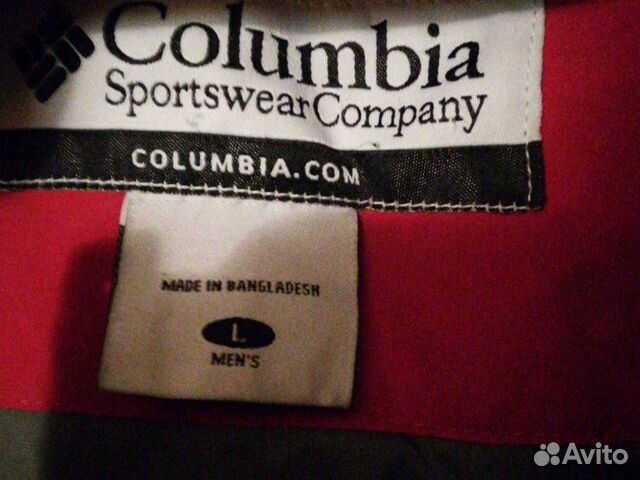 Columbia
Sportswear Company
COLUMBIA.COM
MADE IN BANGLADESH
L
MEN'S
Avito